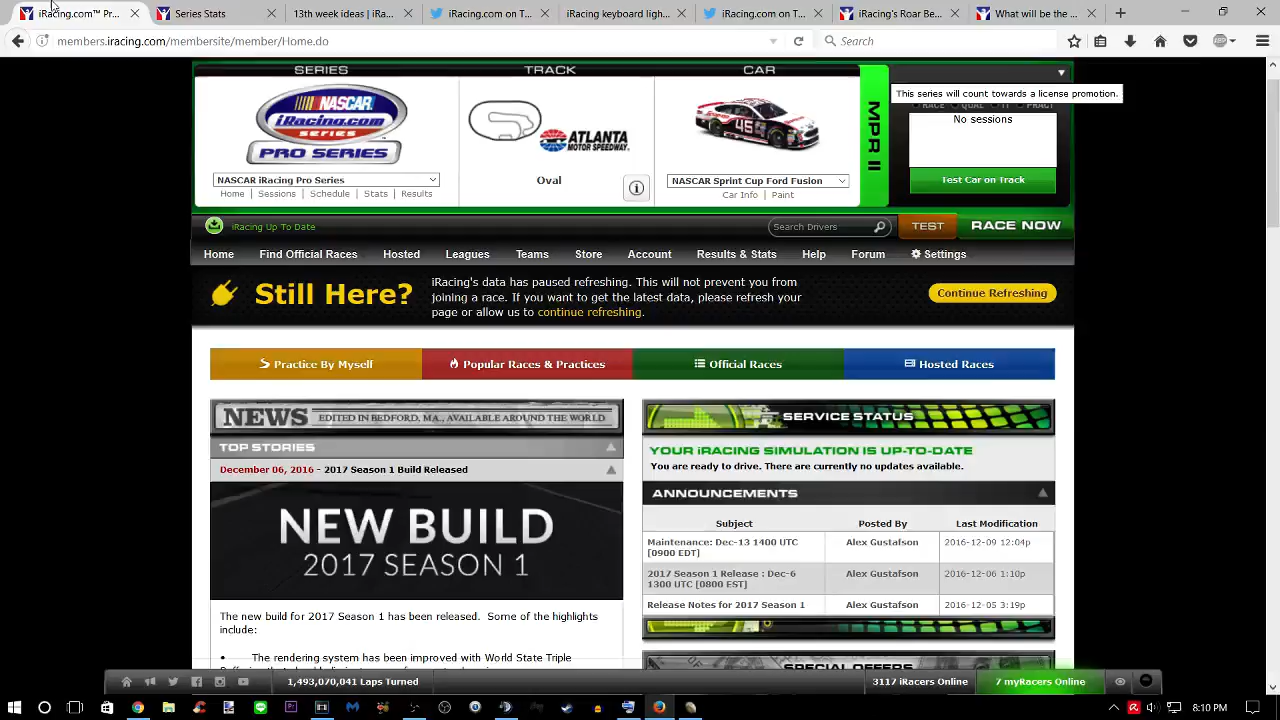 iRacing.com™ Pr...
Series Stats
13th week ideas | i...
iRacing.com on T...
iRacing keyboard ligh...
iRacing.com on T...
iRacing's Roar Be...
What will be the ...
members.iracing.com/membersite/member/Home.do
Search
SERIES
TRACK
CAR
NASCAR
iRacing.com
SERIES
PRO SERIES
ATLANTA
MOTOR SPEEDWAY
45
MPR II
This series will count towards a license promotion.
RACE QUAL TT PRACT
No sessions
NASCAR iRacing Pro Series
Oval
NASCAR Sprint Cup Ford Fusion
Test Car on Track
Home | Sessions | Schedule | Stats | Results
Car Info | Paint
iRacing Up To Date
Search Drivers
TEST
RACE NOW
Home
Find Official Races
Hosted
Leagues
Teams
Store
Account
Results & Stats
Help
Forum
Settings
Still Here?
iRacing's data has paused refreshing. This will not prevent you from
joining a race. If you want to get the latest data, please refresh your
page or allow us to continue refreshing.
Continue Refreshing
Practice By Myself
Popular Races & Practices
Official Races
Hosted Races
NEWS
EDITED IN BEDFORD, MA., AVAILABLE AROUND THE WORLD
TOP STORIES
December 06, 2016 - 2017 Season 1 Build Released
NEW BUILD
2017 SEASON 1
The new build for 2017 Season 1 has been released. Some of the highlights
include:
• The rendering system has been improved with World State Triple
SERVICE STATUS
YOUR iRACING SIMULATION IS UP-TO-DATE
You are ready to drive. There are currently no updates available.
ANNOUNCEMENTS
Subject
Posted By
Last Modification
Maintenance: Dec-13 1400 UTC
[0900 EDT]
Alex Gustafson
2016-12-09 12:04p
2017 Season 1 Release : Dec-6
1300 UTC [0800 EST]
Alex Gustafson
2016-12-06 1:10p
Release Notes for 2017 Season 1
Alex Gustafson
2016-12-05 3:19p
SPECIAL OFFERS
1,493,070,041 Laps Turned
3117 iRacers Online
7 myRacers Online
8:10 PM